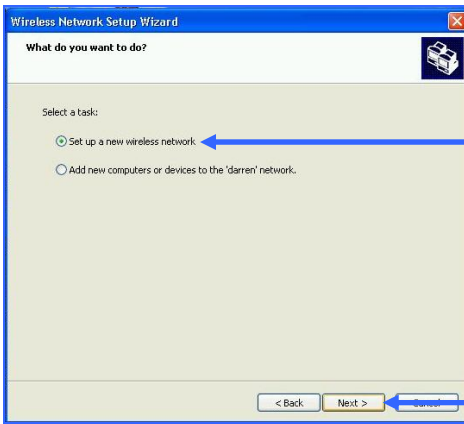 Wireless Network Setup Wizard
What do you want to do?
Select a task:
Set up a new wireless network
Add new computers or devices to the 'darren' network.
< Back Next >